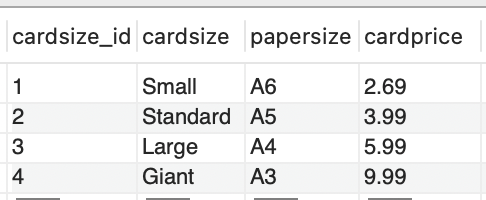 cardsize_id cardsize papersize cardprice
1 Small A6 2.69
2 Standard A5 3.99
3 Large A4 5.99
4 Giant A3 9.99